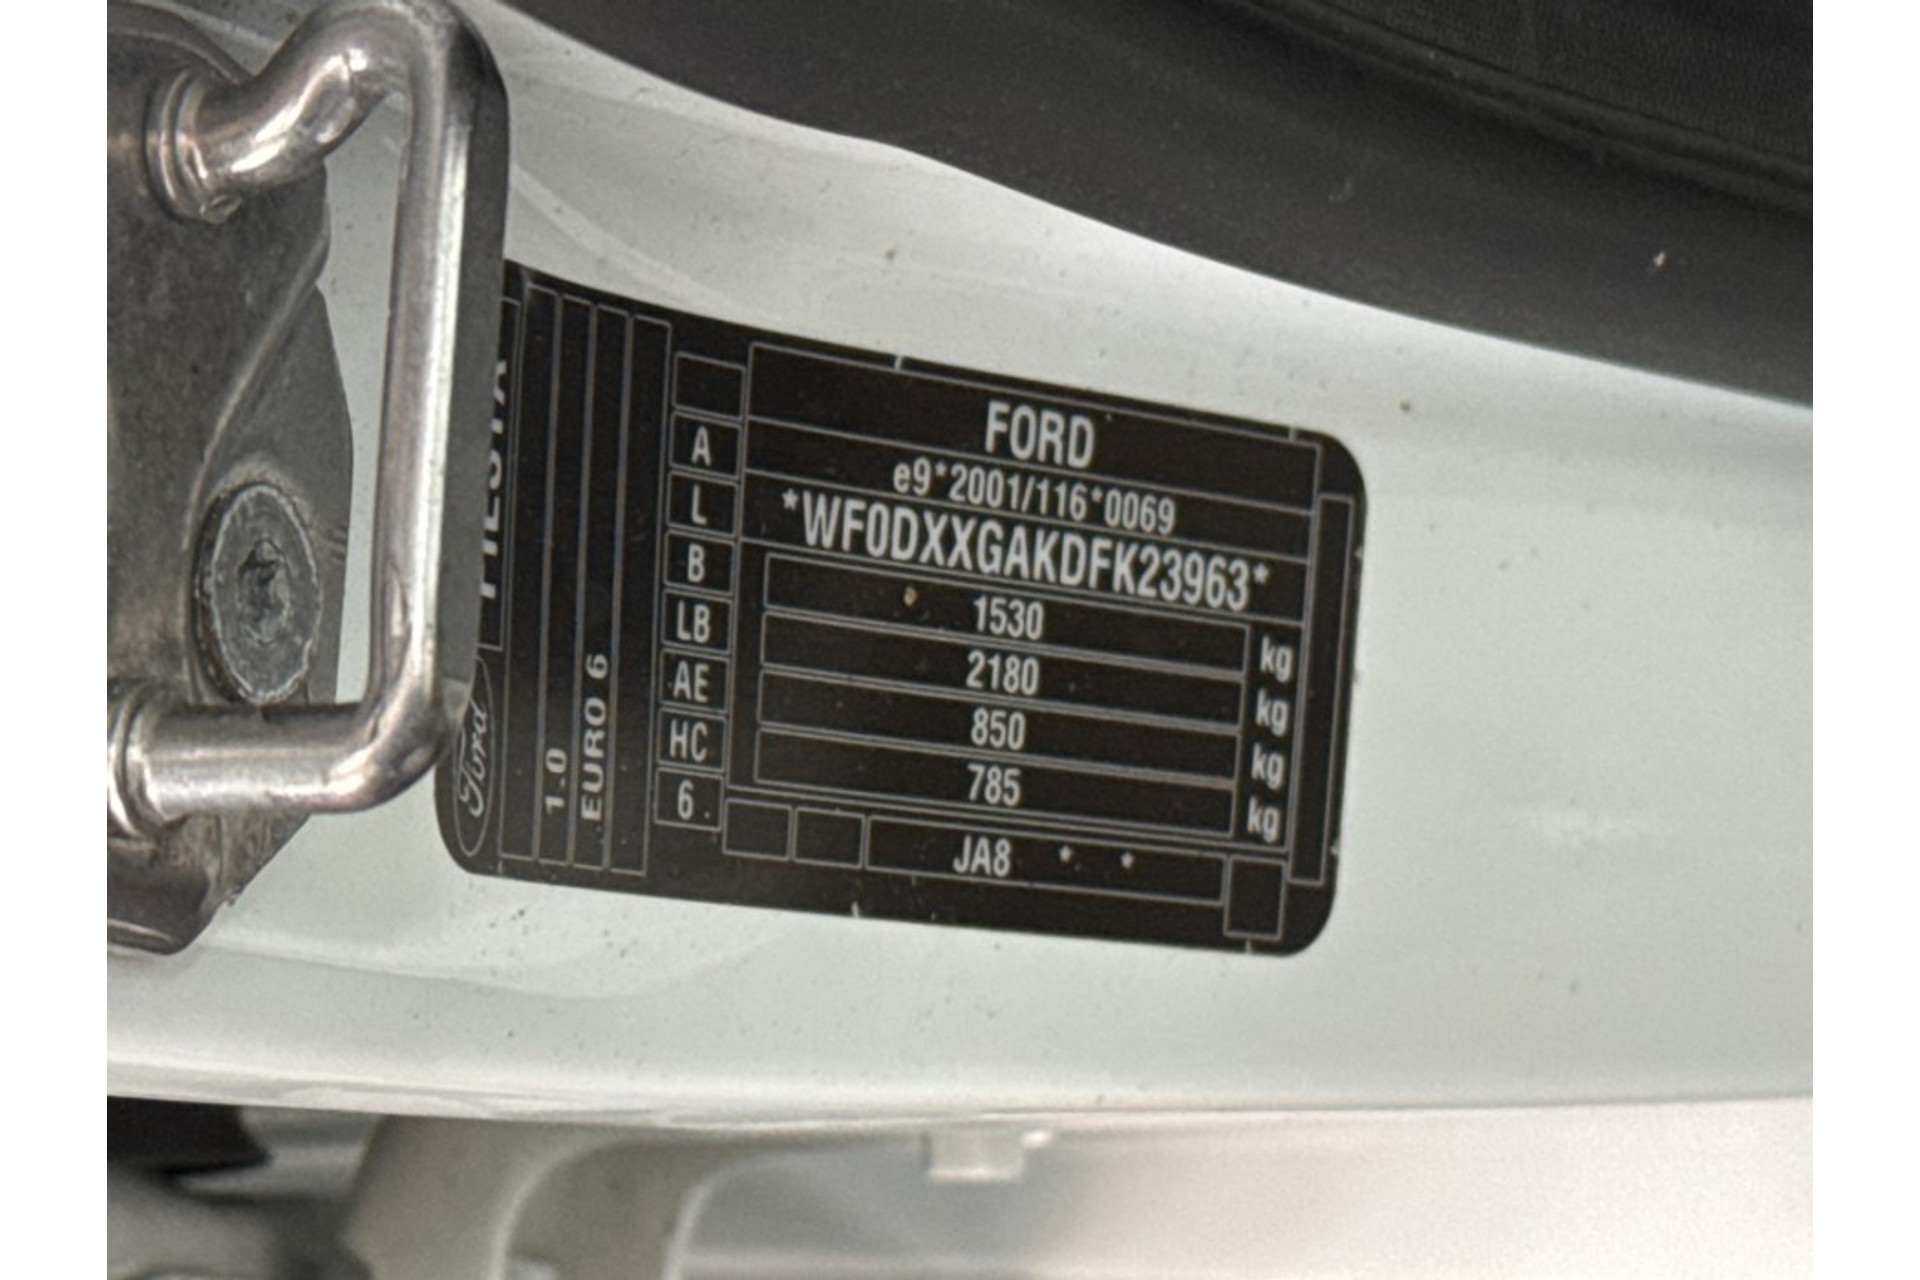 FORD
e9*2001/116*0069
*WF0DXXGAKDFK23963*
1530 kg
2180 kg
850 kg
785 kg
JA8 * *
A
L
B
LB
AE
HC
6
EURO 6
1.0
FIESTA
Ford